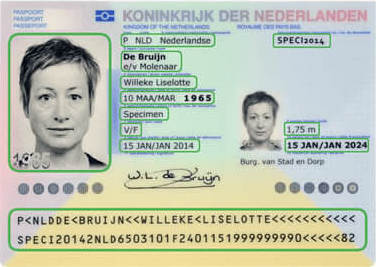 PASPOORT
PASSPORT
PASSEPORT
KONINKRIJK DER NEDERLANDEN
KINGDOM OF THE NETHERLANDS
ROYAUME DES PAYS-BAS
P NLD Nederlandse
SPECI2014
De Bruijn
e/v Molenaar
Willeke Liselotte
10 MAA/MAR 1965
Specimen
V/F
1,75 m
15 JAN/JAN 2014
15 JAN/JAN 2024
Burg. van Stad en Dorp
W.L. de Bruijn
P<NLDDE<BRUIJN<<WILLEKE<LISELOTTE<<<<<<<<<<<
SPECI20142NLD6503101F2401151999999990<<<<<82